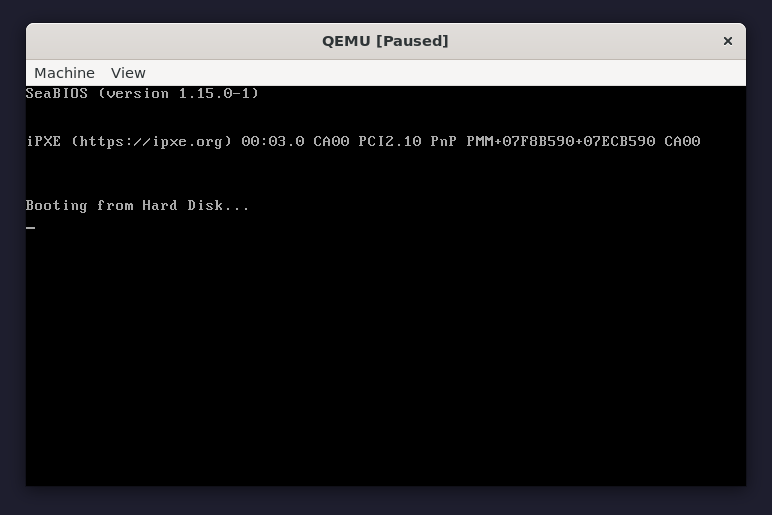 QEMU [Paused]
Machine View
SeaBIOS (version 1.15.0-1)
iPXE (https://ipxe.org) 00:03.0 CA00 PCI2.10 PnP PMM+07F8B590+07ECB590 CA00
Booting from Hard Disk...